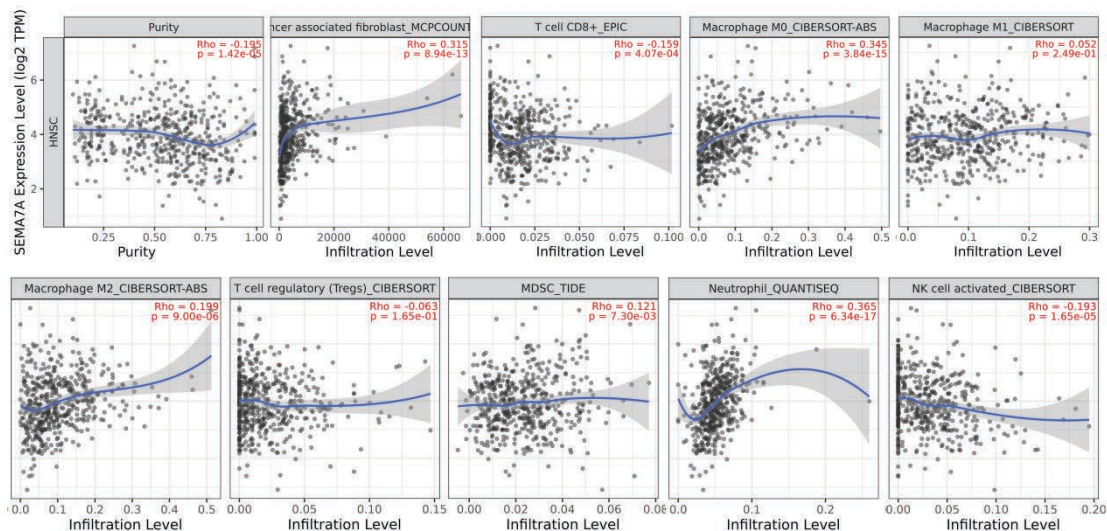 Purity
Rho = -0.195
p = 1.42e-05
ncer associated fibroblast_MCPCOUNT
Rho = 0.315
p = 8.94e-13
T cell CD8+_EPIC
Rho = -0.159
p = 4.07e-04
Macrophage M0_CIBERSORT-ABS
Rho = 0.345
p = 3.84e-15
Macrophage M1_CIBERSORT
Rho = 0.052
p = 2.49e-01
SEMA7A Expression Level (log2 TPM)
HNSC
6
4
2
0.25 0.50 0.75 1.00
Purity
0 20000 40000 60000
Infiltration Level
0.000 0.025 0.050 0.075 0.100
Infiltration Level
0.0 0.1 0.2 0.3 0.4 0.5
Infiltration Level
0.0 0.1 0.2 0.3
Infiltration Level
Macrophage M2_CIBERSORT-ABS
Rho = 0.199
p = 9.00e-06
T cell regulatory (Tregs)_CIBERSORT
Rho = -0.063
p = 1.65e-01
MDSC_TIDE
Rho = 0.121
p = 7.30e-03
Neutrophil_QUANTISEQ
Rho = 0.365
p = 6.34e-17
NK cell activated_CIBERSORT
Rho = -0.193
p = 1.65e-05
0.0 0.1 0.2 0.3 0.4 0.5
Infiltration Level
0.00 0.05 0.10 0.15
Infiltration Level
0.00 0.02 0.04 0.06 0.08
Infiltration Level
0.0 0.1 0.2
Infiltration Level
0.00 0.05 0.10 0.15 0.20
Infiltration Level